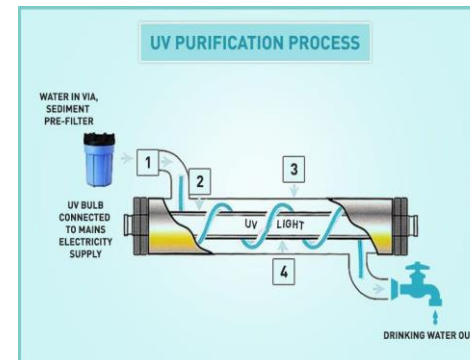 UV PURIFICATION PROCESS
WATER IN VIA,
SEDIMENT
PRE-FILTER
1
2
3
UV BULB
CONNECTED
TO MAINS
ELECTRICITY
SUPPLY
UV LIGHT
4
DRINKING WATER OU